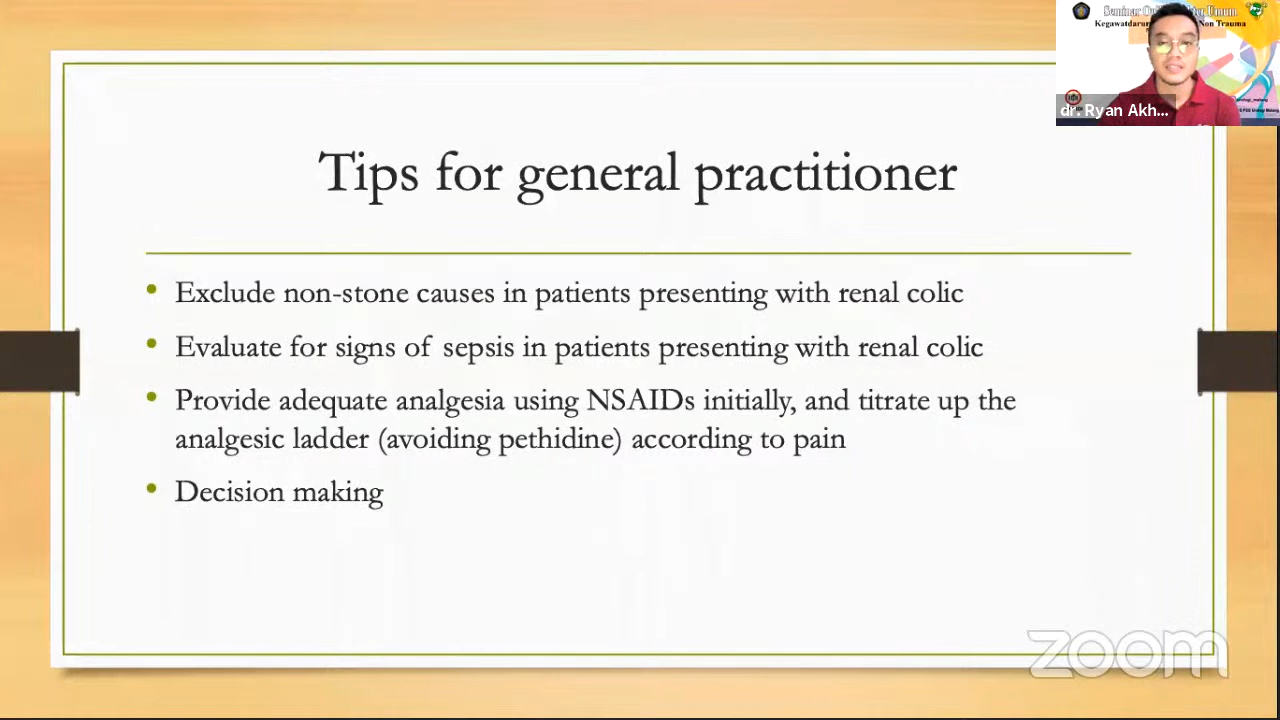 Seminar
Umum
Kegawatdarur
Non Trauma
dr. Ryan Akh...
Tips for general practitioner
• Exclude non-stone causes in patients presenting with renal colic
• Evaluate for signs of sepsis in patients presenting with renal colic
• Provide adequate analgesia using NSAIDs initially, and titrate up the
analgesic ladder (avoiding pethidine) according to pain
• Decision making
zoom